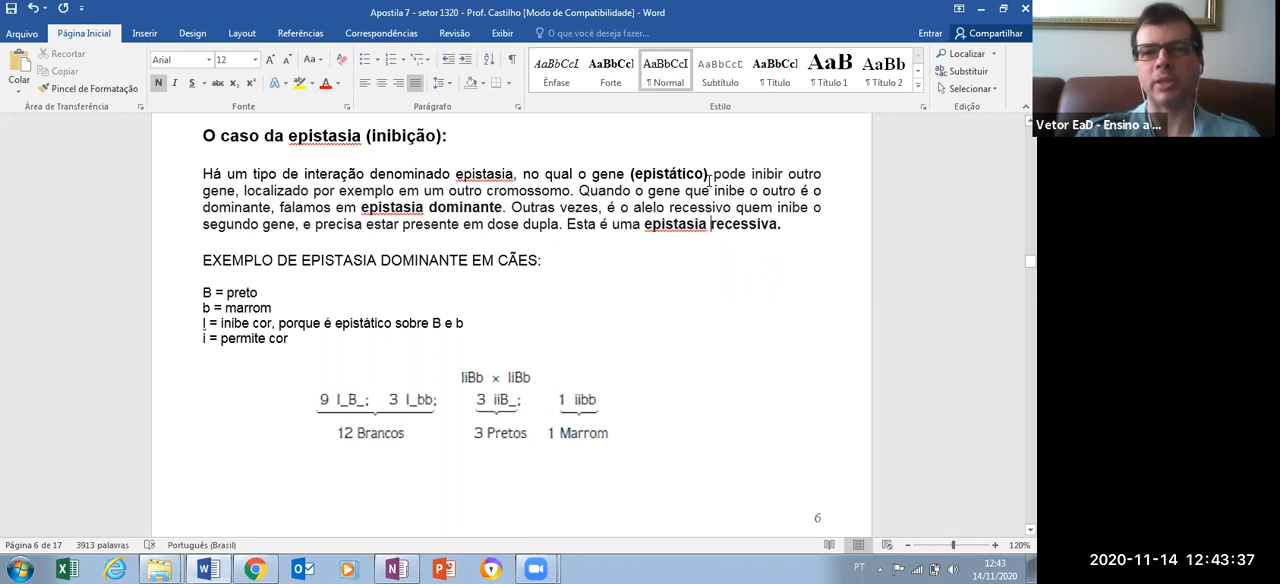 Apostila 7 - setor 1320 - Prof. Castilho [Modo de Compatibilidade] - Word
Arquivo Página Inicial Inserir Design Layout Referências Correspondências Revisão Exibir O que você deseja fazer... Entrar Compartilhar
Colar
Recortar
Copiar
Pincel de Formatação
Área de Transferência
Arial 12
N I S abc x₂ x² A A
Fonte
Parágrafo
AaBbCcI AaBbCcI AaBbCcI AaBbCcC AaBbCcI AaB AaBb
Ênfase Forte ¶ Normal Subtítulo ¶ Título ¶ Título 1 ¶ Título 2
Estilo
Localizar
Substituir
Selecionar
Edição
Vetor EaD - Ensino a ...
O caso da epistasia (inibição):
Há um tipo de interação denominado epistasia, no qual o gene (epistático) pode inibir outro
gene, localizado por exemplo em um outro cromossomo. Quando o gene que inibe o outro é o
dominante, falamos em epistasia dominante. Outras vezes, é o alelo recessivo quem inibe o
segundo gene, e precisa estar presente em dose dupla. Esta é uma epistasia recessiva.
EXEMPLO DE EPISTASIA DOMINANTE EM CÃES:
B = preto
b = marrom
I = inibe cor, porque é epistático sobre B e b
i = permite cor
IiBb × IiBb
9 I_B_; 3 I_bb; 3 iiB_; 1 iibb
12 Brancos 3 Pretos 1 Marrom
6
Página 6 de 17 3913 palavras Português (Brasil) 120%
PT 12:43
14/11/2020
2020-11-14 12:43:37